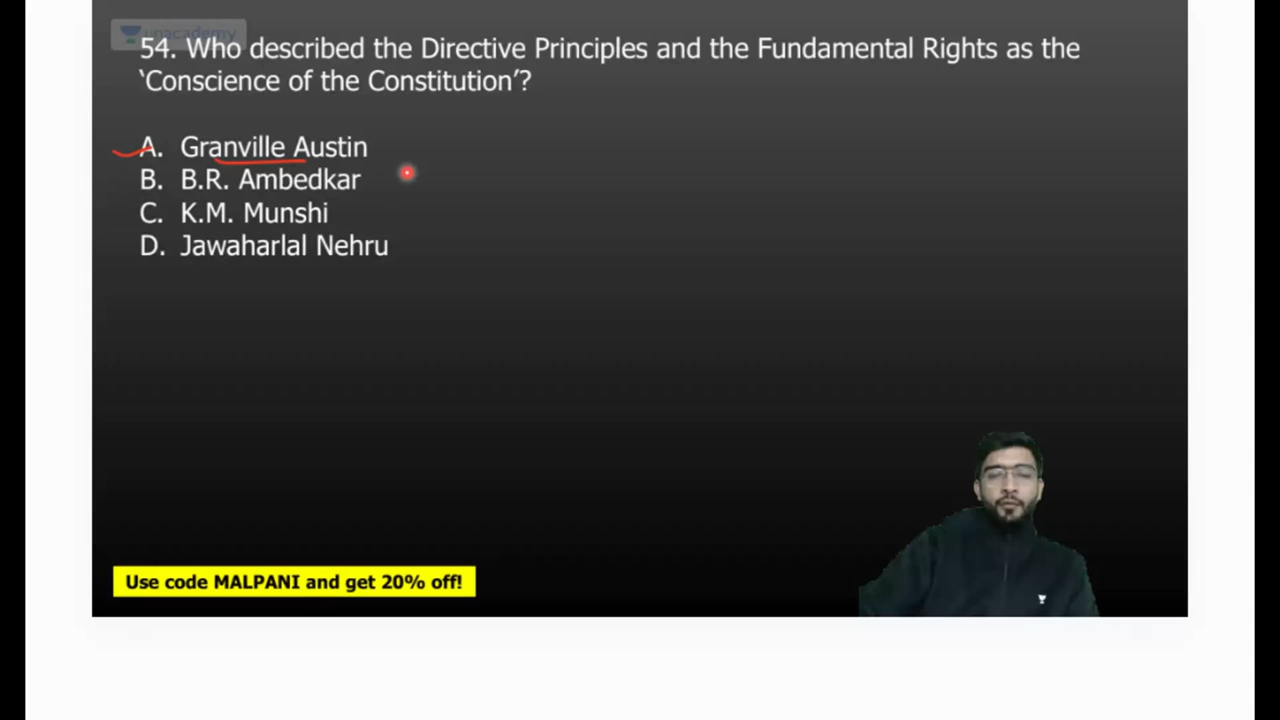 unacademy
54. Who described the Directive Principles and the Fundamental Rights as the
‘Conscience of the Constitution’?
A. Granville Austin
B. B.R. Ambedkar
C. K.M. Munshi
D. Jawaharlal Nehru
Use code MALPANI and get 20% off!